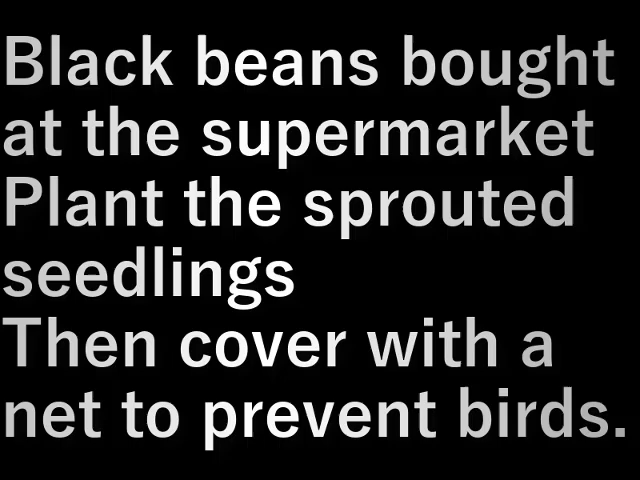 Black beans bought
at the supermarket
Plant the sprouted
seedlings
Then cover with a
net to prevent birds.